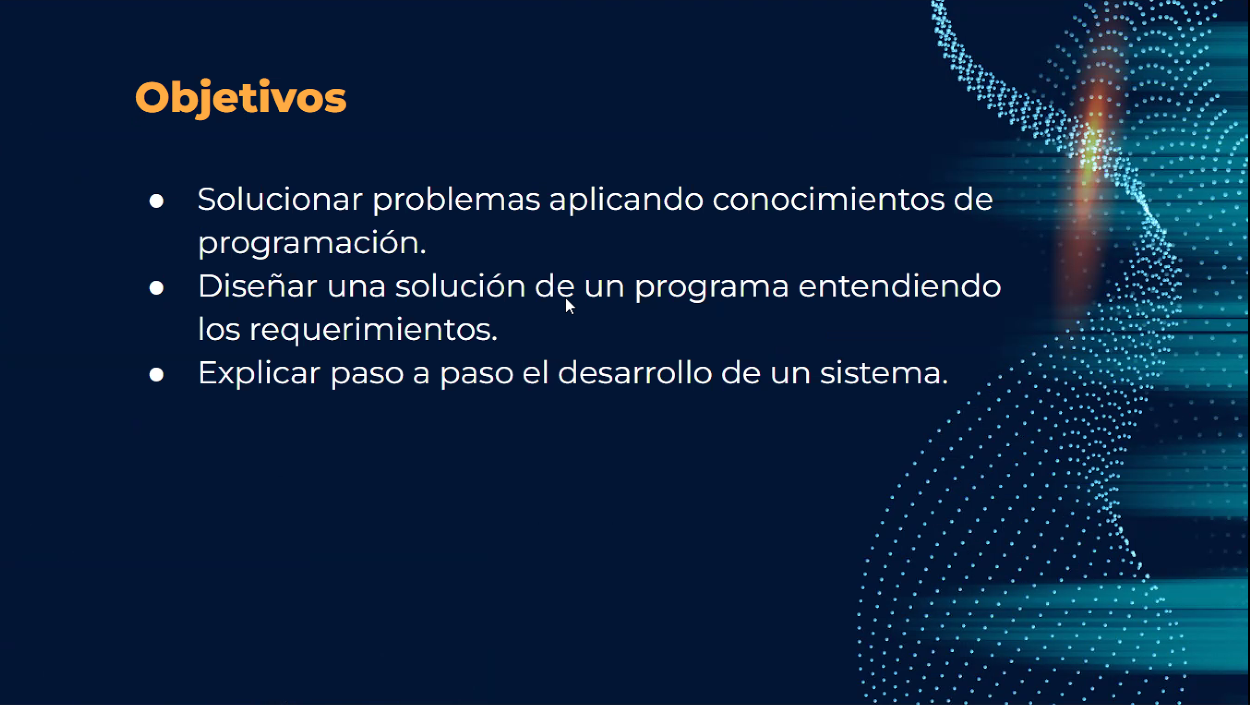 Objetivos
● Solucionar problemas aplicando conocimientos de
programación.
● Diseñar una solución de un programa entendiendo
los requerimientos.
● Explicar paso a paso el desarrollo de un sistema.